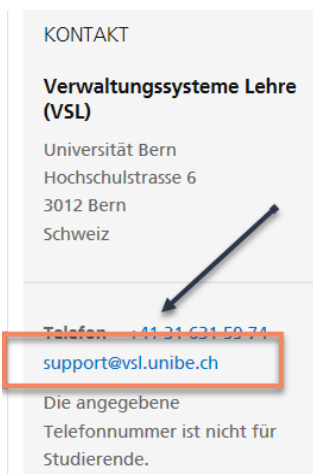 KONTAKT
Verwaltungssysteme Lehre
(VSL)
Universität Bern
Hochschulstrasse 6
3012 Bern
Schweiz
Telefon +41 31 631 59 74
support@vsl.unibe.ch
Die angegebene
Telefonnummer ist nicht für
Studierende.